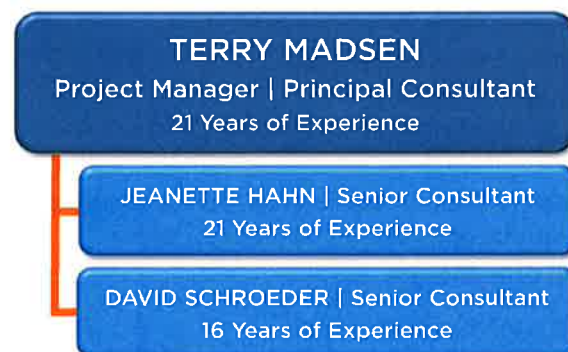 TERRY MADSEN
Project Manager | Principal Consultant
21 Years of Experience
JEANETTE HAHN | Senior Consultant
21 Years of Experience
DAVID SCHROEDER | Senior Consultant
16 Years of Experience